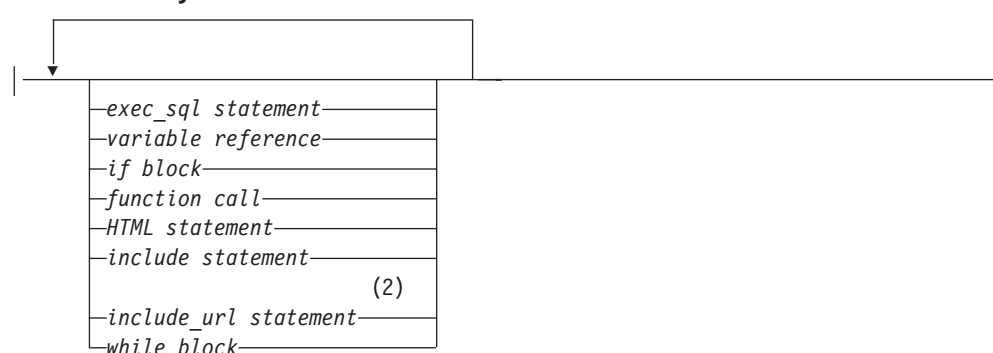 exec_sql statement
variable reference
if block
function call
HTML statement
include statement
(2)
include_url statement
while block